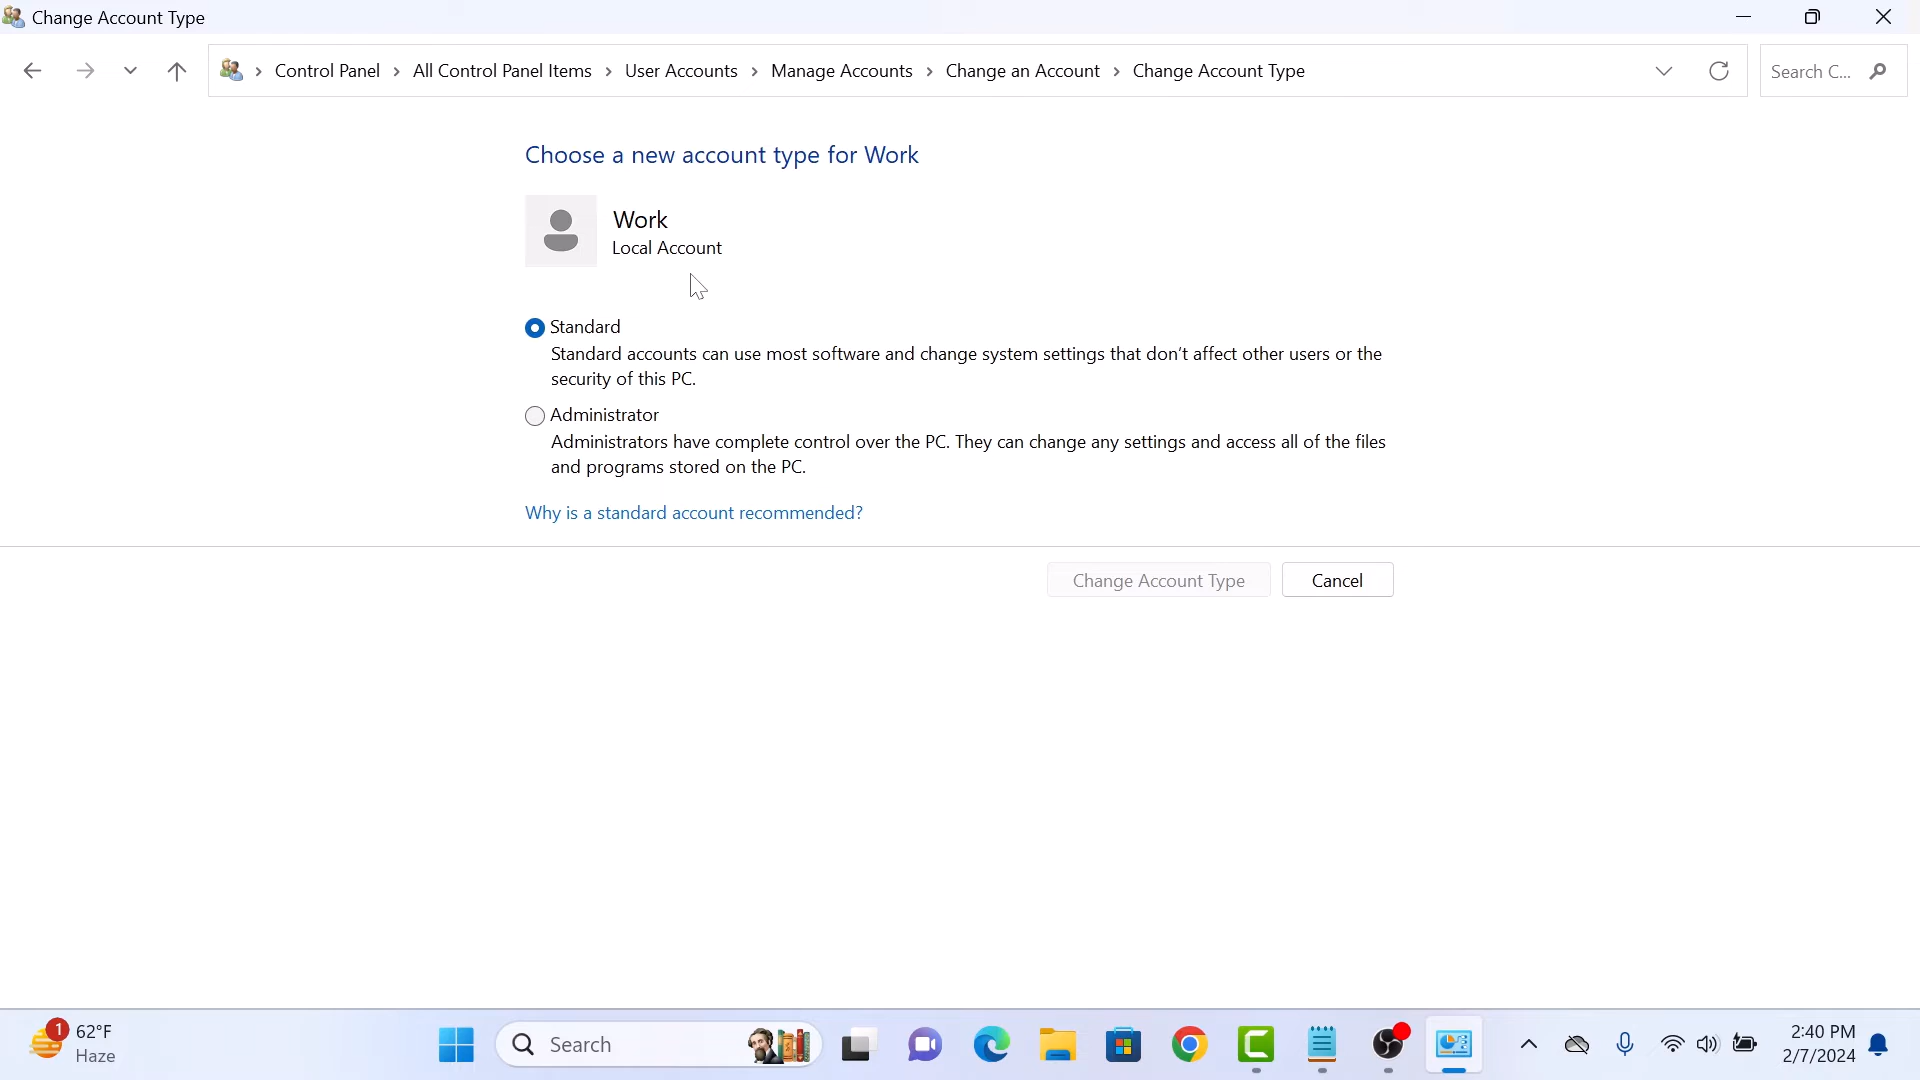 Change Account Type
Control Panel > All Control Panel Items > User Accounts > Manage Accounts > Change an Account > Change Account Type
Search C...
Choose a new account type for Work
Work
Local Account
Standard
Standard accounts can use most software and change system settings that don't affect other users or the
security of this PC.
Administrator
Administrators have complete control over the PC. They can change any settings and access all of the files
and programs stored on the PC.
Why is a standard account recommended?
Change Account Type
Cancel
1
62°F
Haze
Search
2:40 PM
2/7/2024